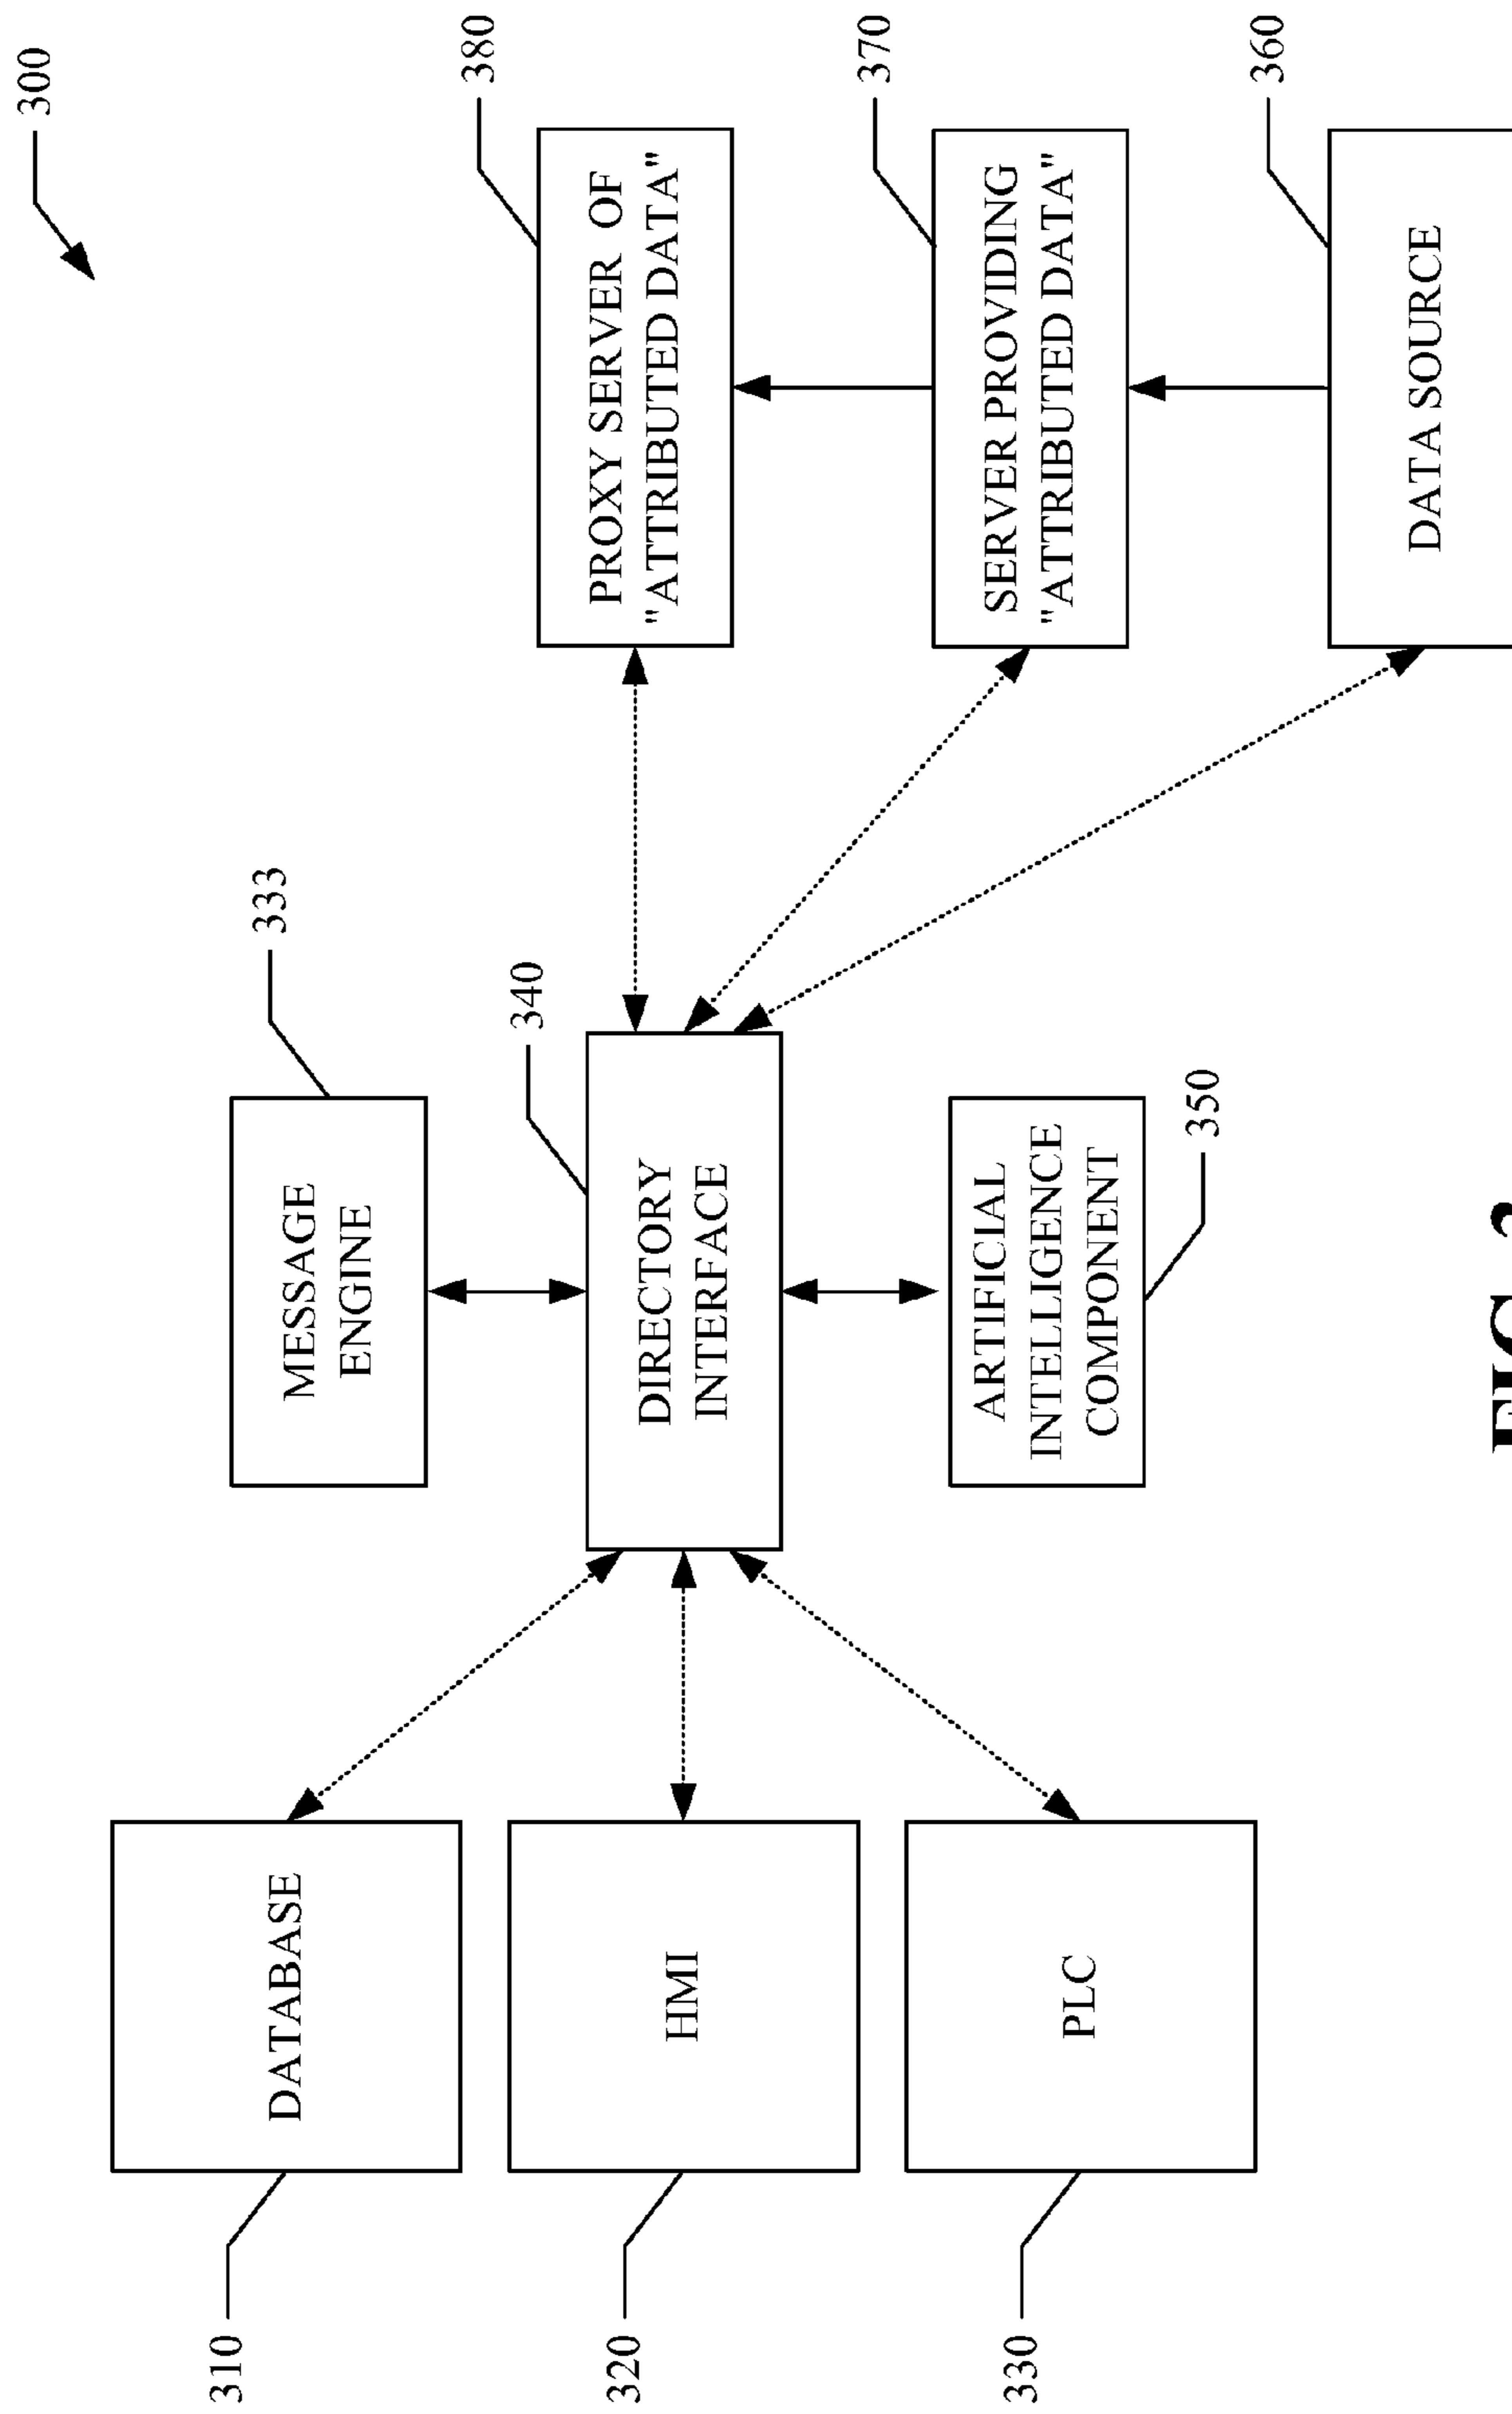 300
310
DATABASE
320
HMI
330
PLC
333
MESSAGE
ENGINE
340
DIRECTORY
INTERFACE
ARTIFICIAL
INTELLIGENCE
COMPONENT
350
380
PROXY SERVER OF
"ATTRIBUTED DATA"
370
SERVER PROVIDING
"ATTRIBUTED DATA"
360
DATA SOURCE